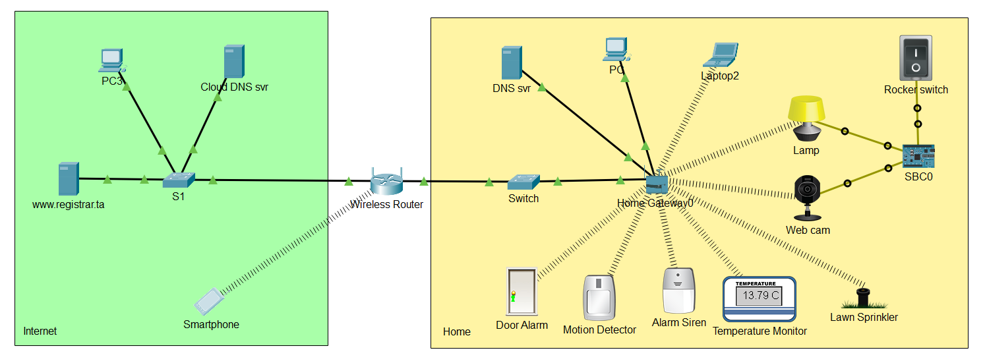 PC3
Cloud DNS svr
www.registrar.ta
S1
Smartphone
Internet
Wireless Router
Switch
DNS svr
PC
Laptop2
Rocker switch
Lamp
SBC0
Home Gateway0
Web cam
Door Alarm
Motion Detector
Alarm Siren
TEMPERATURE
13.79 C
Temperature Monitor
Lawn Sprinkler
Home